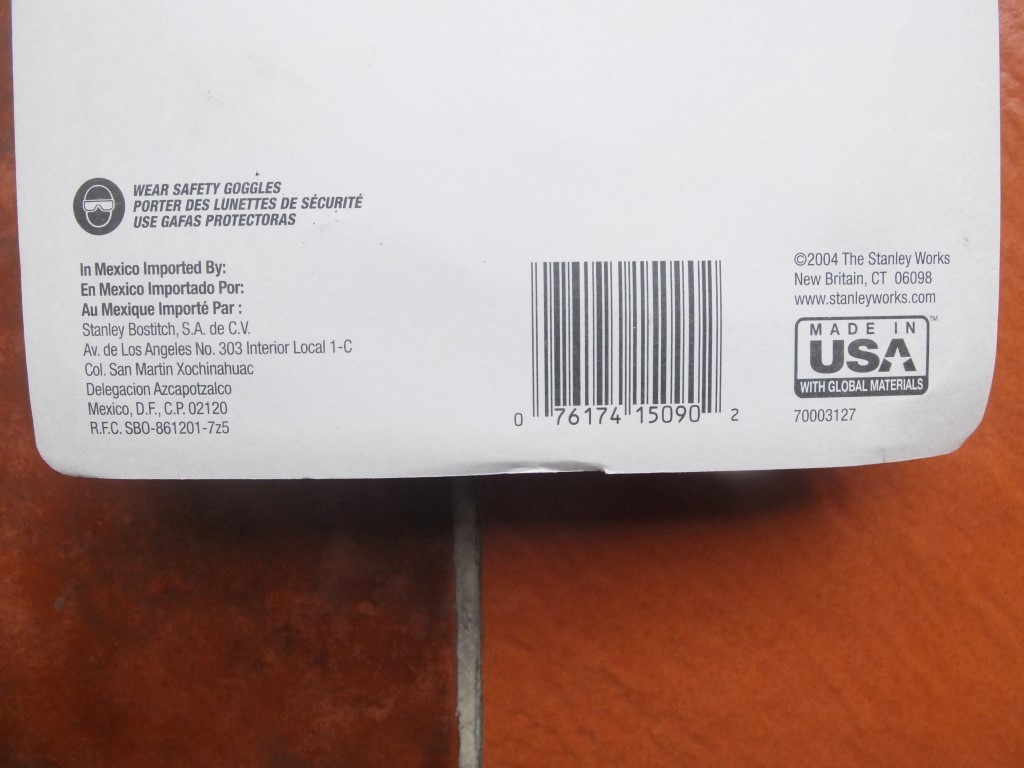 WEAR SAFETY GOGGLES
PORTER DES LUNETTES DE SÉCURITÉ
USE GAFAS PROTECTORAS
In Mexico Imported By:
En Mexico Importado Por:
Au Mexique Importé Par :
Stanley Bostitch, S.A. de C.V.
Av. de Los Angeles No. 303 Interior Local 1-C
Col. San Martin Xochinahuac
Delegacion Azcapotzalco
Mexico, D.F., C.P. 02120
R.F.C. SBO-861201-7z5
0 76174 15090 2
©2004 The Stanley Works
New Britain, CT 06098
www.stanleyworks.com
MADE IN
USA
WITH GLOBAL MATERIALS
™
70003127